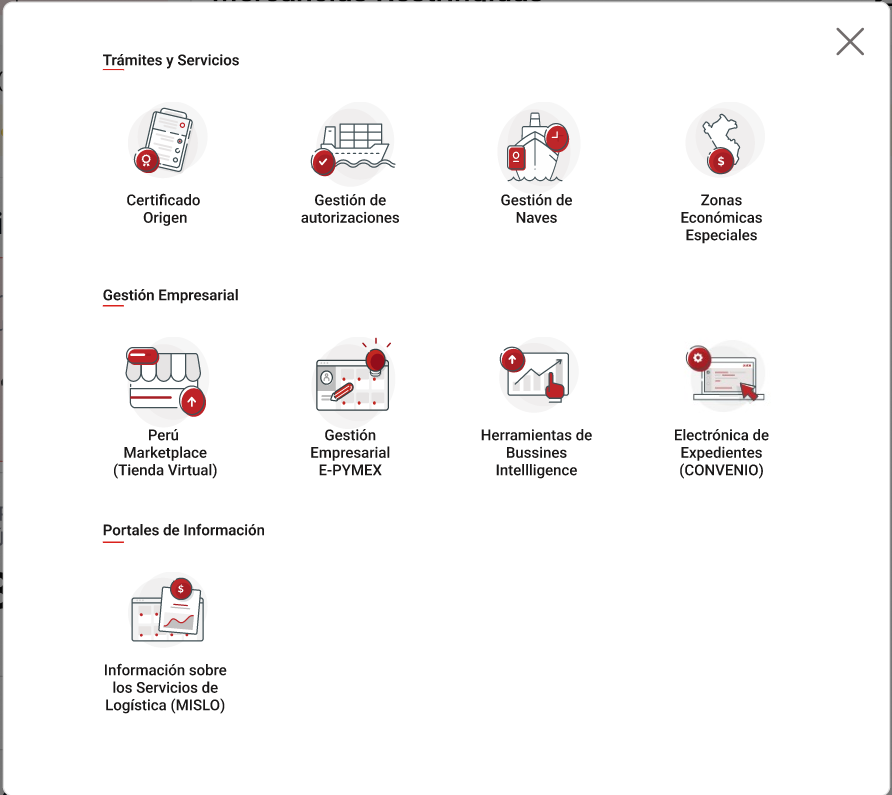 Trámites y Servicios
Certificado
Origen
Gestión de
autorizaciones
Gestión de
Naves
Zonas
Económicas
Especiales
Gestión Empresarial
Perú
Marketplace
(Tienda Virtual)
Gestión
Empresarial
E-PYMEX
Herramientas de
Bussines
Intellligence
Electrónica de
Expedientes
(CONVENIO)
Portales de Información
Información sobre
los Servicios de
Logística (MISLO)